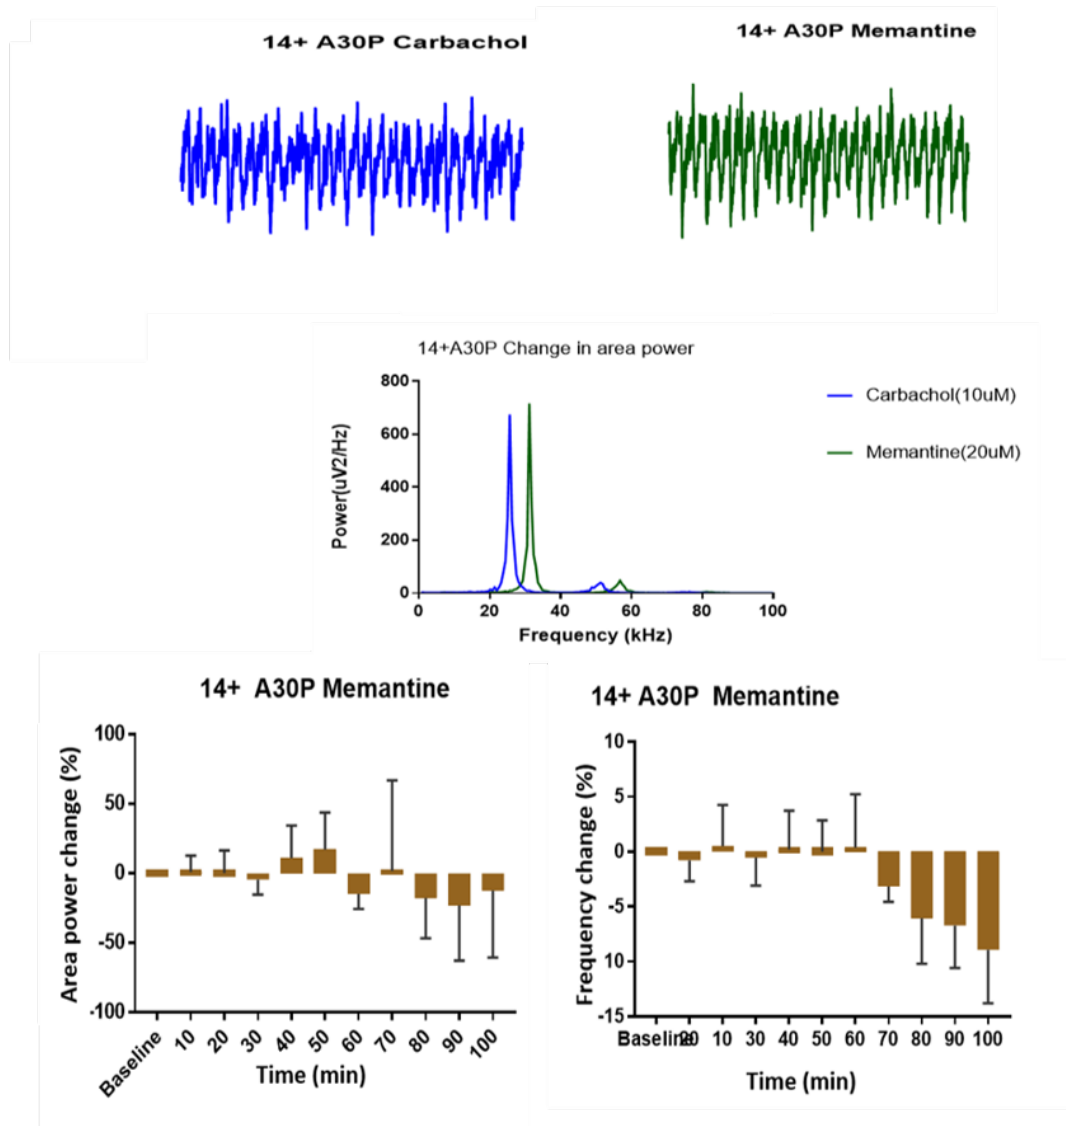 14+ A30P Carbachol
14+ A30P Memantine
14+A30P Change in area power
Power(uV2/Hz)
800
600
400
200
0
0 20 40 60 80 100
Frequency (kHz)
Carbachol(10uM)
Memantine(20uM)
14+ A30P Memantine
Area power change (%)
100
50
0
-50
-100
Baseline 10 20 30 40 50 60 70 80 90 100
Time (min)
14+ A30P Memantine
Frequency change (%)
10
5
0
-5
10
-15
Baseline 20 10 30 40 50 60 70 80 90 100
Time (min)